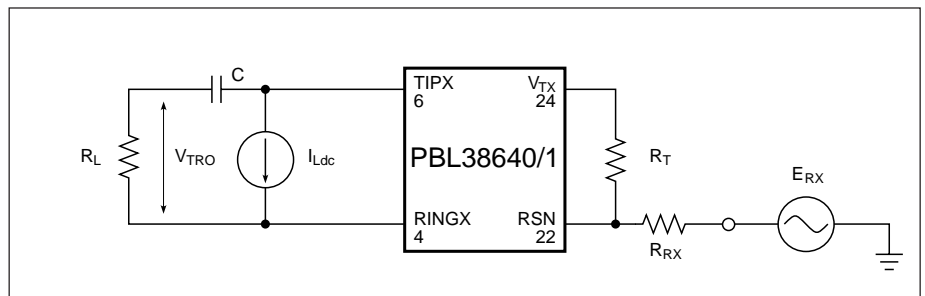 C
TIPX
6
V_TX
24
R_L
V_TRO
I_Ldc
PBL38640/1
R_T
E_RX
RINGX
4
RSN
22
R_RX